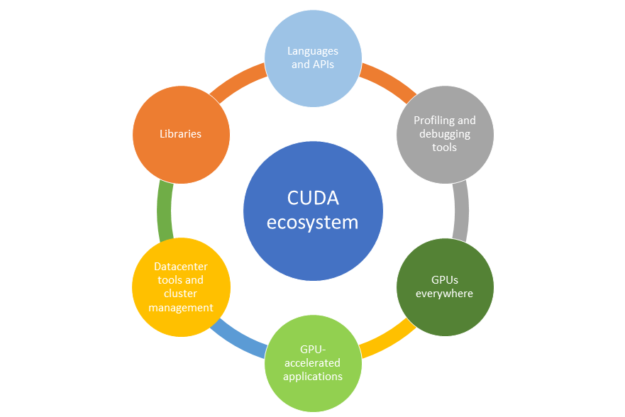 Languages
and APIs
Profiling and
debugging
tools
Libraries
CUDA
ecosystem
GPUs
everywhere
Datacenter
tools and
cluster
management
GPU-
accelerated
applications